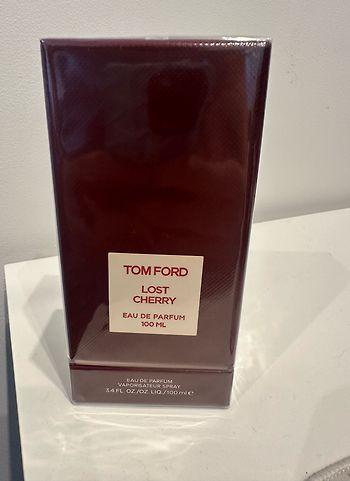 TOM FORD
LOST
CHERRY
EAU DE PARFUM
100 ML
EAU DE PARFUM
VAPORISATEUR SPRAY
3.4 FL. OZ./OZ. LIQ./100 ml ℮